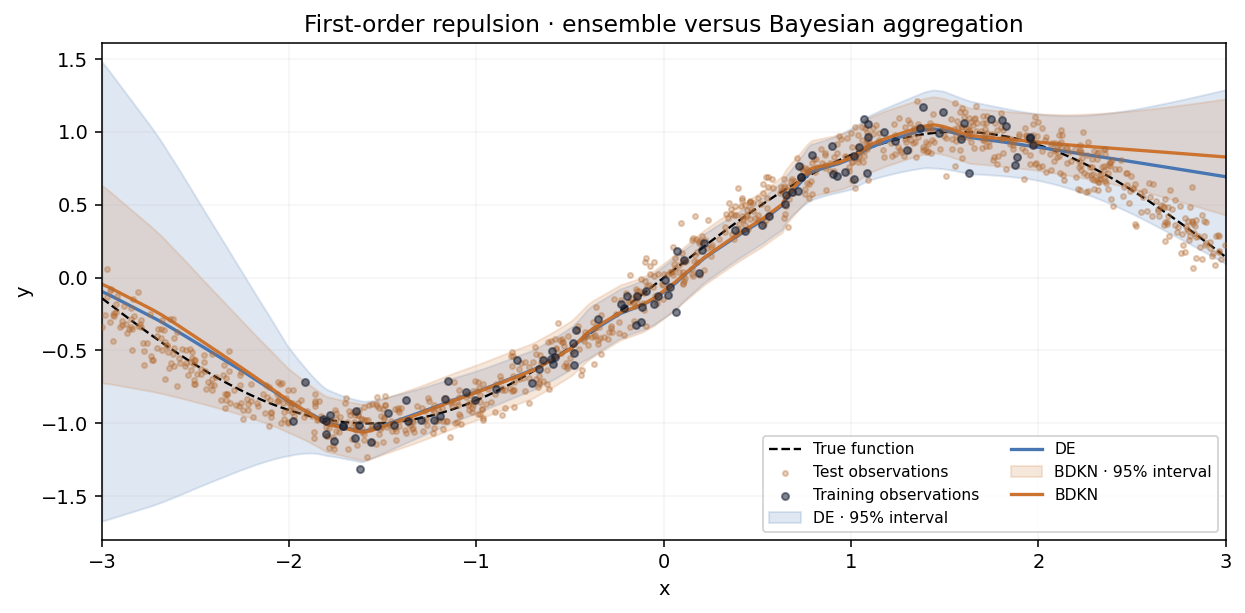 First-order repulsion · ensemble versus Bayesian aggregation
1.5
1.0
0.5
0.0
−0.5
−1.0
−1.5
y
−3
−2
−1
0
1
2
3
x
True function
Test observations
Training observations
DE · 95% interval
DE
BDKN · 95% interval
BDKN